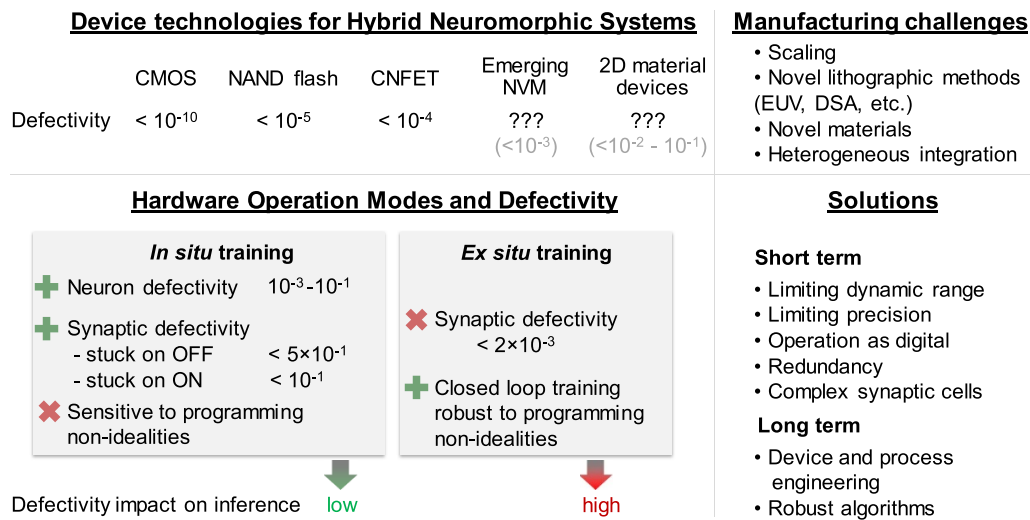 Device technologies for Hybrid Neuromorphic Systems
CMOS NAND flash CNFET Emerging NVM 2D material devices
Defectivity < 10⁻¹⁰ < 10⁻⁵ < 10⁻⁴ ??? ???
(<10⁻³) (<10⁻² - 10⁻¹)
Manufacturing challenges
• Scaling
• Novel lithographic methods
(EUV, DSA, etc.)
• Novel materials
• Heterogeneous integration
Hardware Operation Modes and Defectivity
In situ training
Neuron defectivity 10⁻³-10⁻¹
Synaptic defectivity
- stuck on OFF < 5×10⁻¹
- stuck on ON < 10⁻¹
Sensitive to programming
non-idealities
Ex situ training
Synaptic defectivity
< 2×10⁻³
Closed loop training
robust to programming
non-idealities
Defectivity impact on inference low high
Solutions
Short term
• Limiting dynamic range
• Limiting precision
• Operation as digital
• Redundancy
• Complex synaptic cells
Long term
• Device and process
engineering
• Robust algorithms